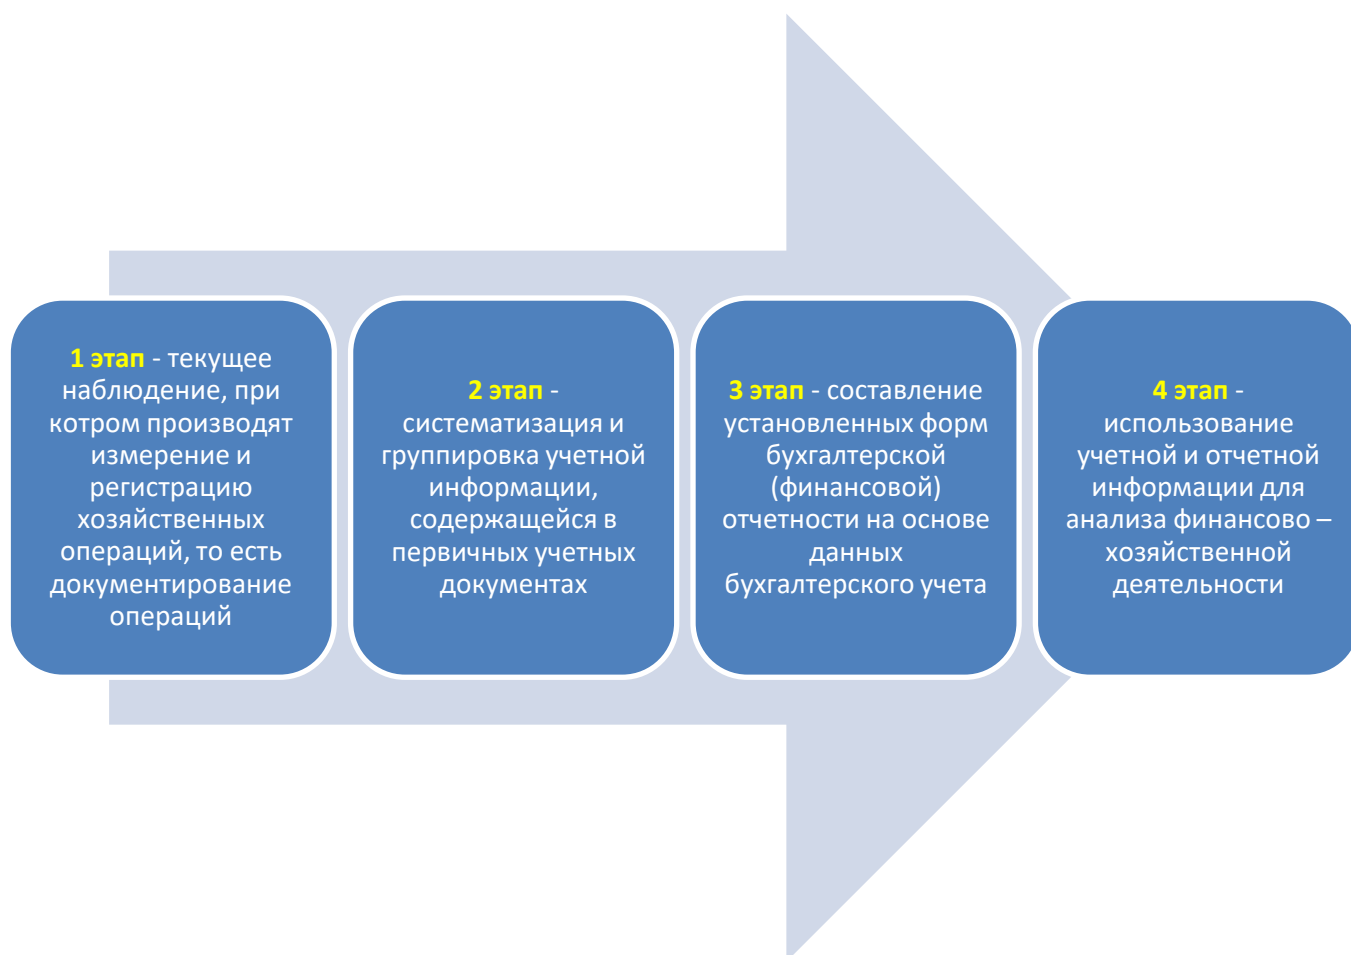 1 этап - текущее
наблюдение, при
котром производят
измерение и
регистрацию
хозяйственных
операций, то есть
документирование
операций
2 этап -
систематизация и
группировка учетной
информации,
содержащейся в
первичных учетных
документах
3 этап - составление
установленных форм
бухгалтерской
(финансовой)
отчетности на основе
данных
бухгалтерского учета
4 этап -
использование
учетной и отчетной
информации для
анализа финансово –
хозяйственной
деятельности